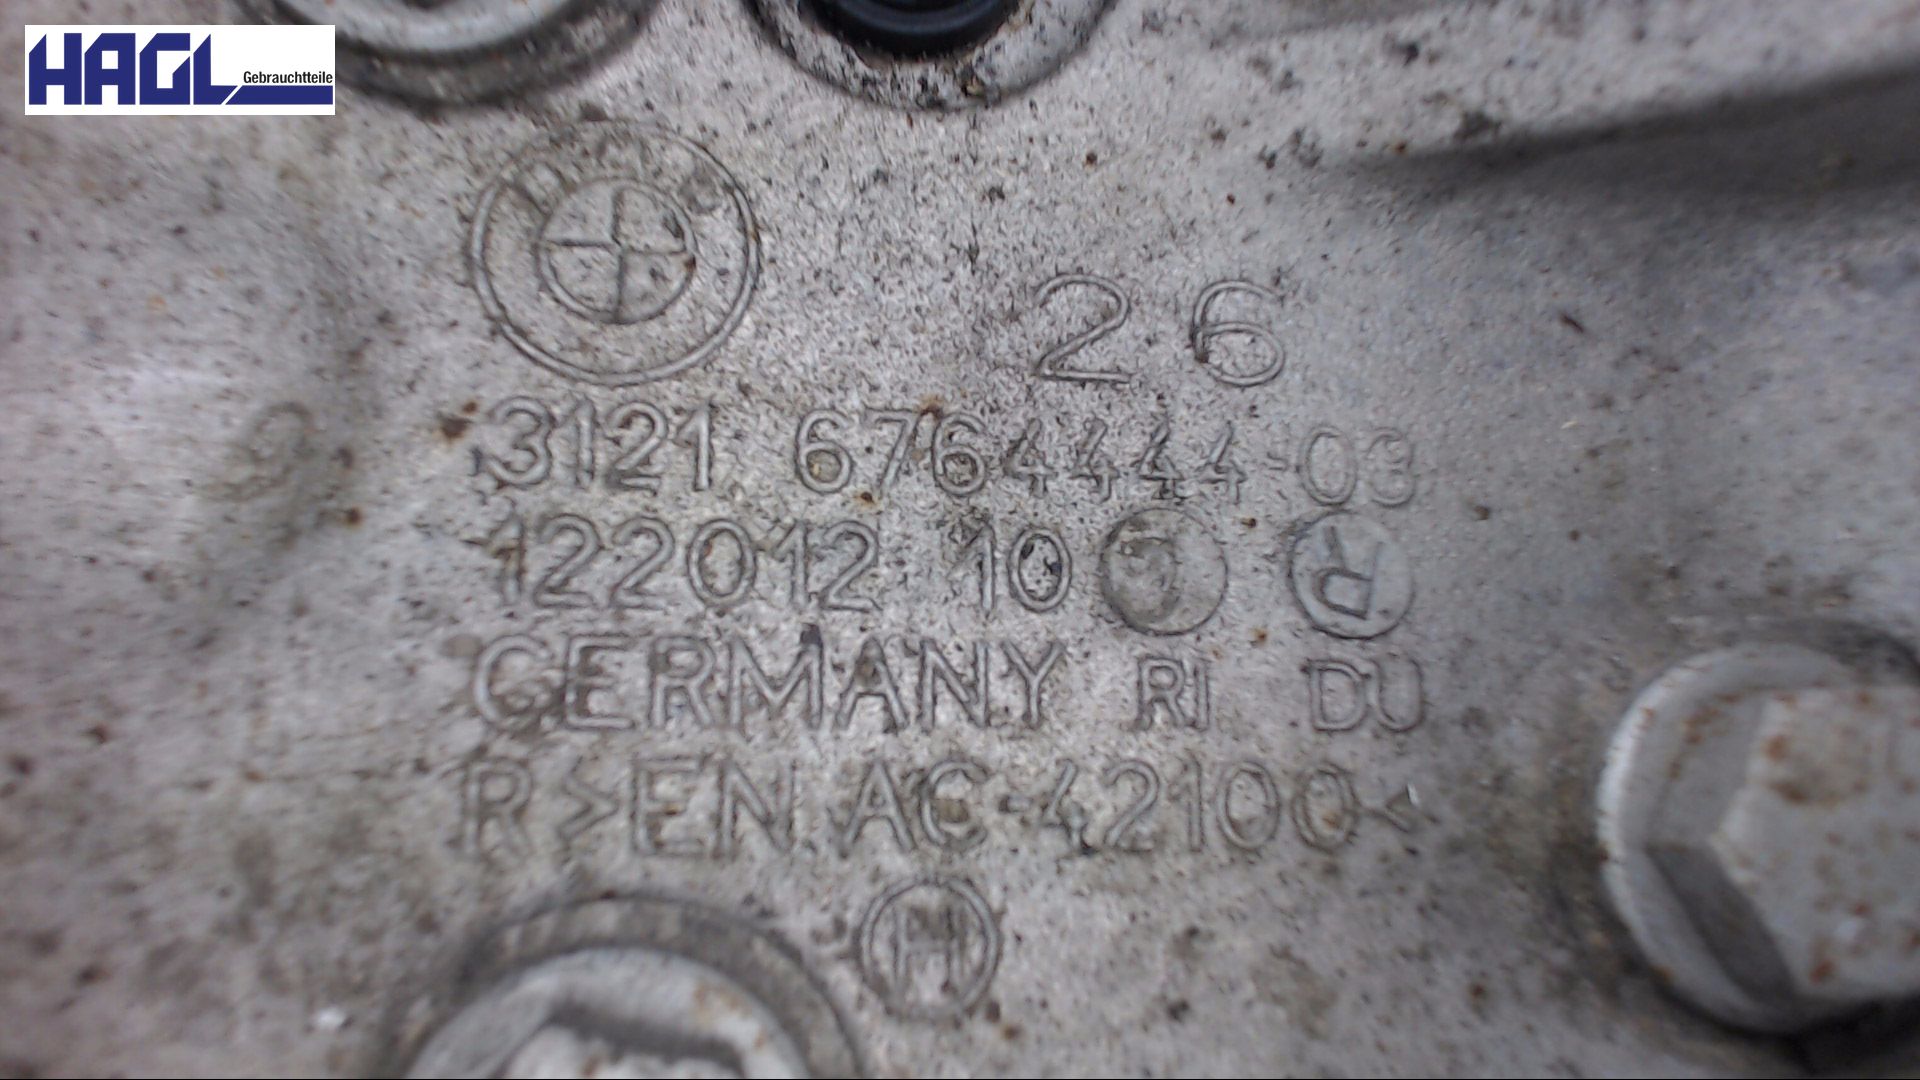 HAGL
Gebrauchtteile
26
3121 6764444-03
122012 10
R
GERMANY RI DU
R >EN AC-42100<
H